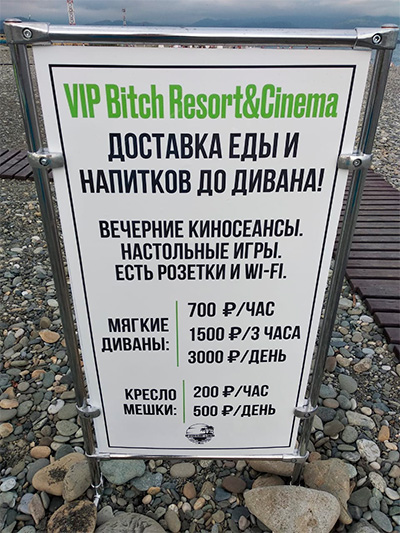 VIP Bitch Resort&Cinema
ДОСТАВКА ЕДЫ И
НАПИТКОВ ДО ДИВАНА!
ВЕЧЕРНИЕ КИНОСЕАНСЫ.
НАСТОЛЬНЫЕ ИГРЫ.
ЕСТЬ РОЗЕТКИ И WI-FI.
МЯГКИЕ ДИВАНЫ:
700 ₽/ЧАС
1500 ₽/3 ЧАСА
3000 ₽/ДЕНЬ
КРЕСЛО МЕШКИ:
200 ₽/ЧАС
500 ₽/ДЕНЬ